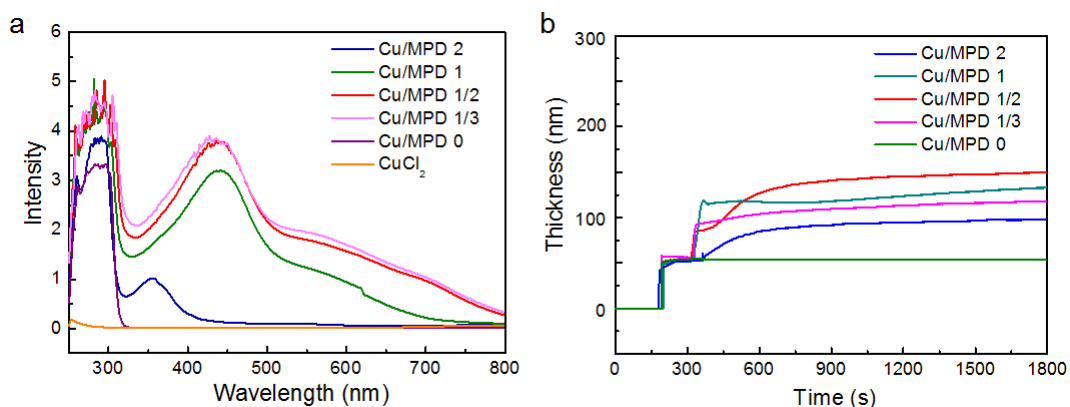 a
6
5
4
3
2
1
0
Intensity
300 400 500 600 700 800
Wavelength (nm)
Cu/MPD 2
Cu/MPD 1
Cu/MPD 1/2
Cu/MPD 1/3
Cu/MPD 0
CuCl₂
b
300
200
100
0
Thickness (nm)
0 300 600 900 1200 1500 1800
Time (s)
Cu/MPD 2
Cu/MPD 1
Cu/MPD 1/2
Cu/MPD 1/3
Cu/MPD 0